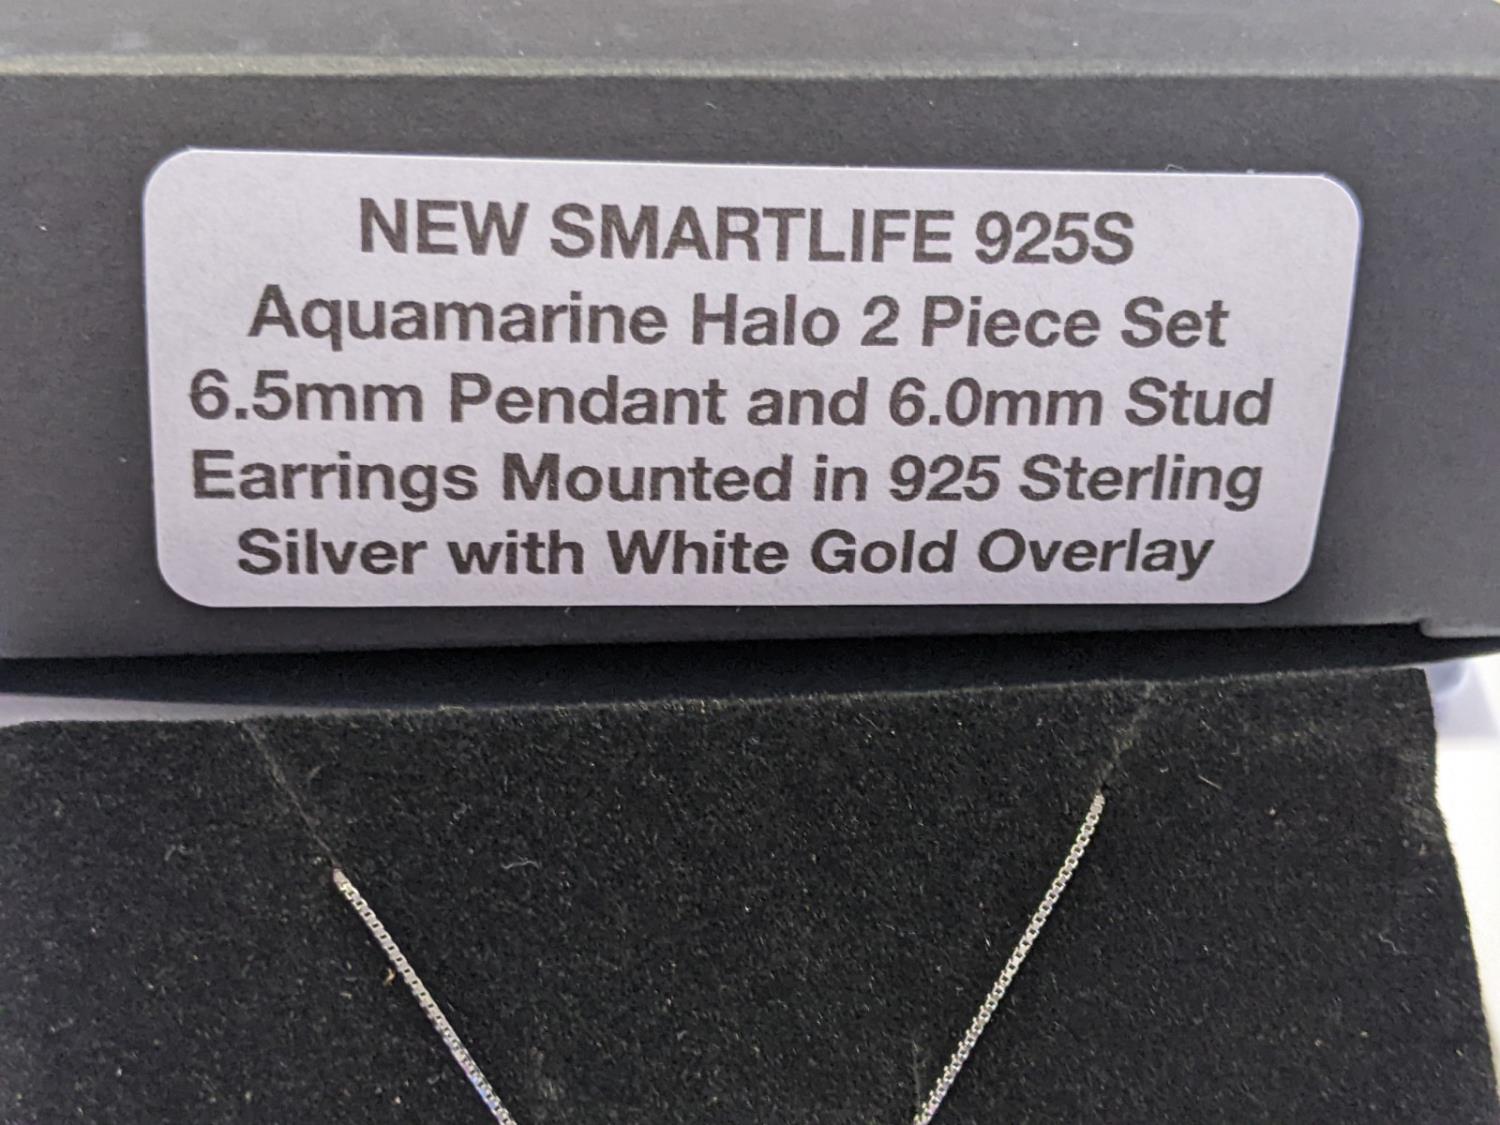 NEW SMARTLIFE 925S
Aquamarine Halo 2 Piece Set
6.5mm Pendant and 6.0mm Stud
Earrings Mounted in 925 Sterling
Silver with White Gold Overlay